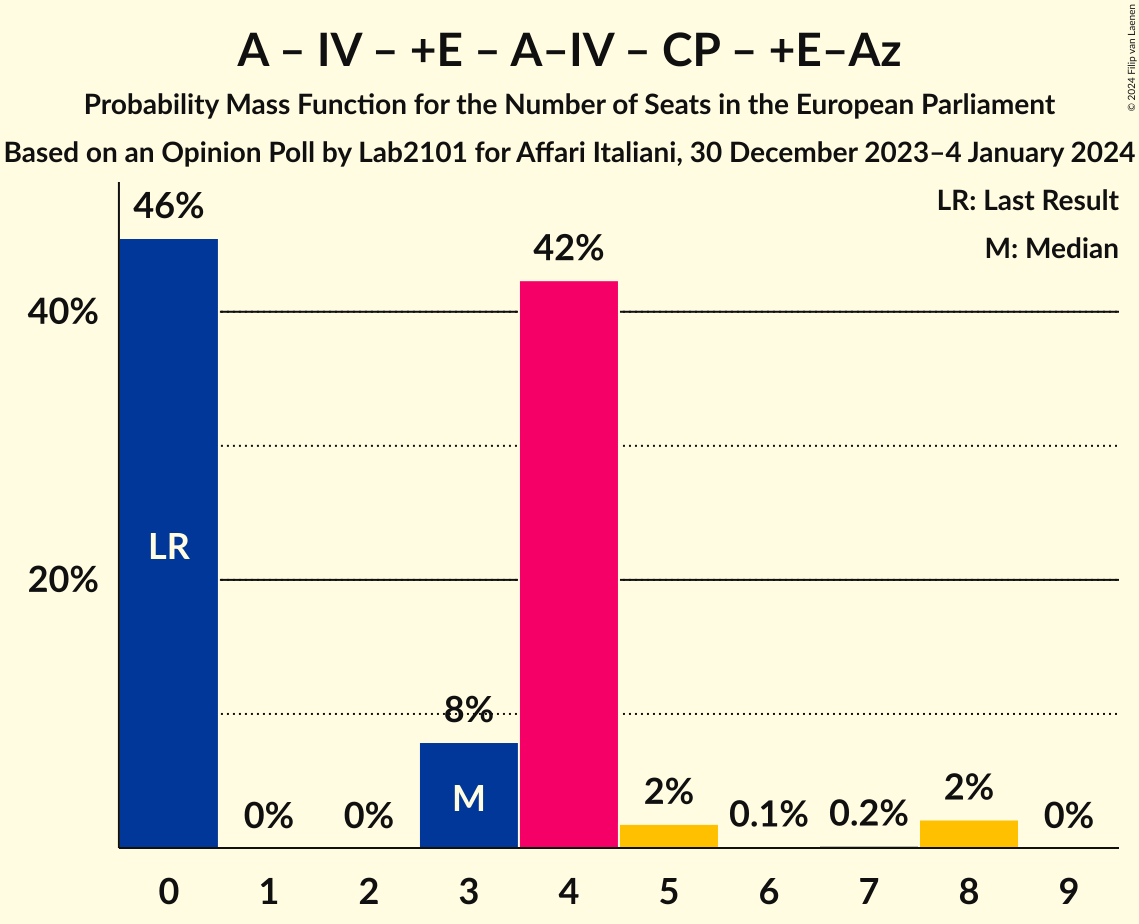 A – IV – +E – A–IV – CP – +E–Az
Probability Mass Function for the Number of Seats in the European Parliament
Based on an Opinion Poll by Lab2101 for Affari Italiani, 30 December 2023–4 January 2024
© 2024 Filip van Laenen
LR: Last Result
M: Median
46%
42%
40%
LR
20%
8%
M
2%
2%
0%
0%
0.1%
0.2%
0%
0 1 2 3 4 5 6 7 8 9